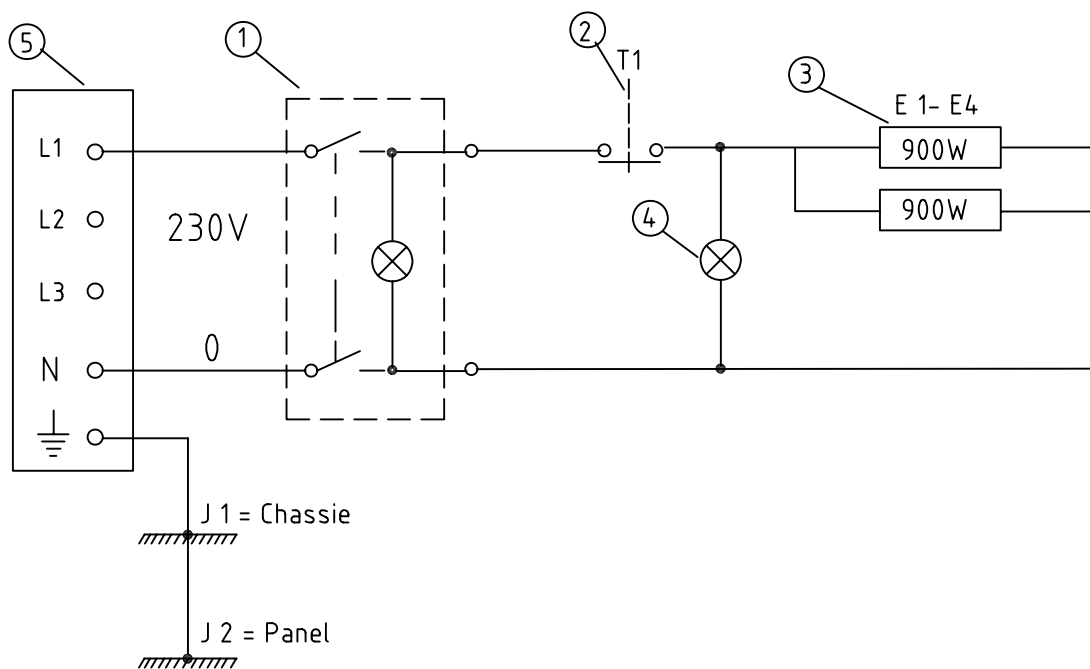 5
1
2
T1
3
E 1- E4
L1
900W
L2
230V
4
900W
L3
N
0
J 1 = Chassie
J 2 = Panel